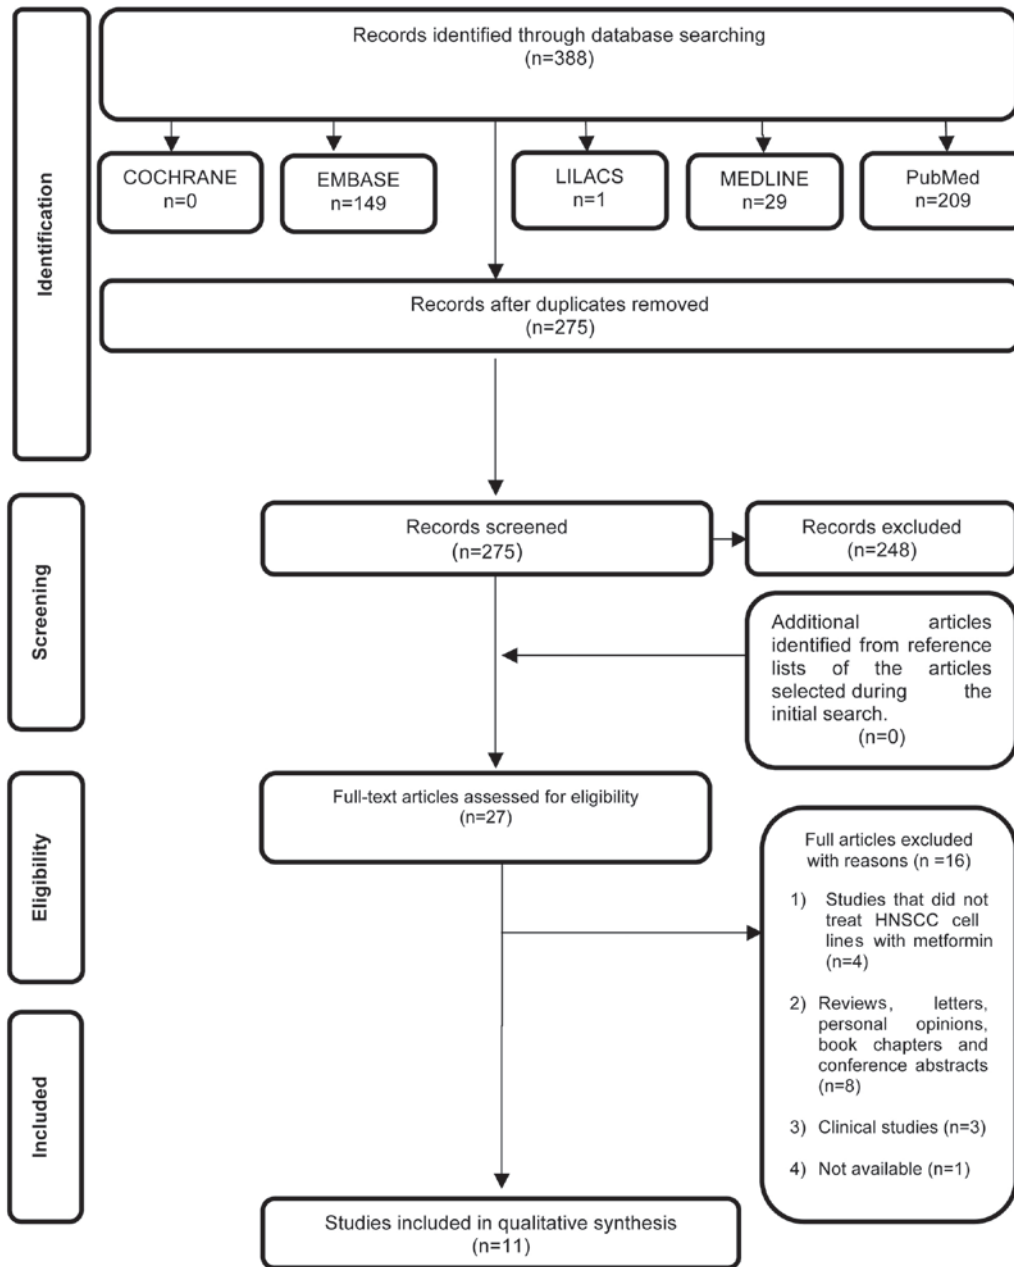 Identification
Records identified through database searching
(n=388)
COCHRANE
n=0
EMBASE
n=149
LILACS
n=1
MEDLINE
n=29
PubMed
n=209
Records after duplicates removed
(n=275)
Screening
Records screened
(n=275)
Records excluded
(n=248)
Additional articles
identified from reference
lists of the articles
selected during the
initial search.
(n=0)
Eligibility
Full-text articles assessed for eligibility
(n=27)
Full articles excluded
with reasons (n =16)
1) Studies that did not
treat HNSCC cell
lines with metformin
(n=4)
2) Reviews, letters,
personal opinions,
book chapters and
conference abstracts
(n=8)
3) Clinical studies (n=3)
4) Not available (n=1)
Included
Studies included in qualitative synthesis
(n=11)